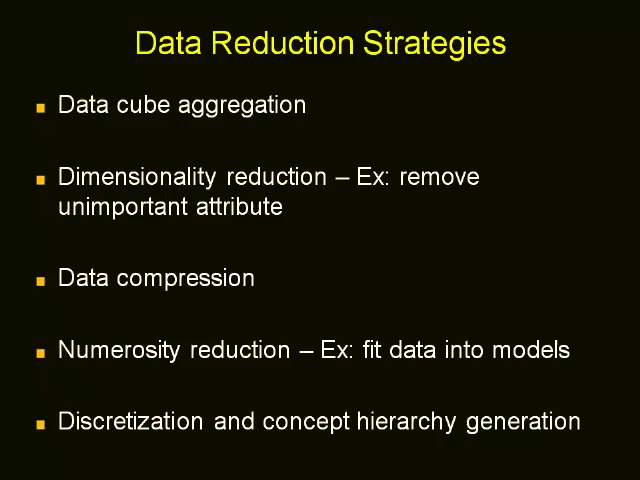 Data Reduction Strategies
Data cube aggregation
Dimensionality reduction – Ex: remove
unimportant attribute
Data compression
Numerosity reduction – Ex: fit data into models
Discretization and concept hierarchy generation